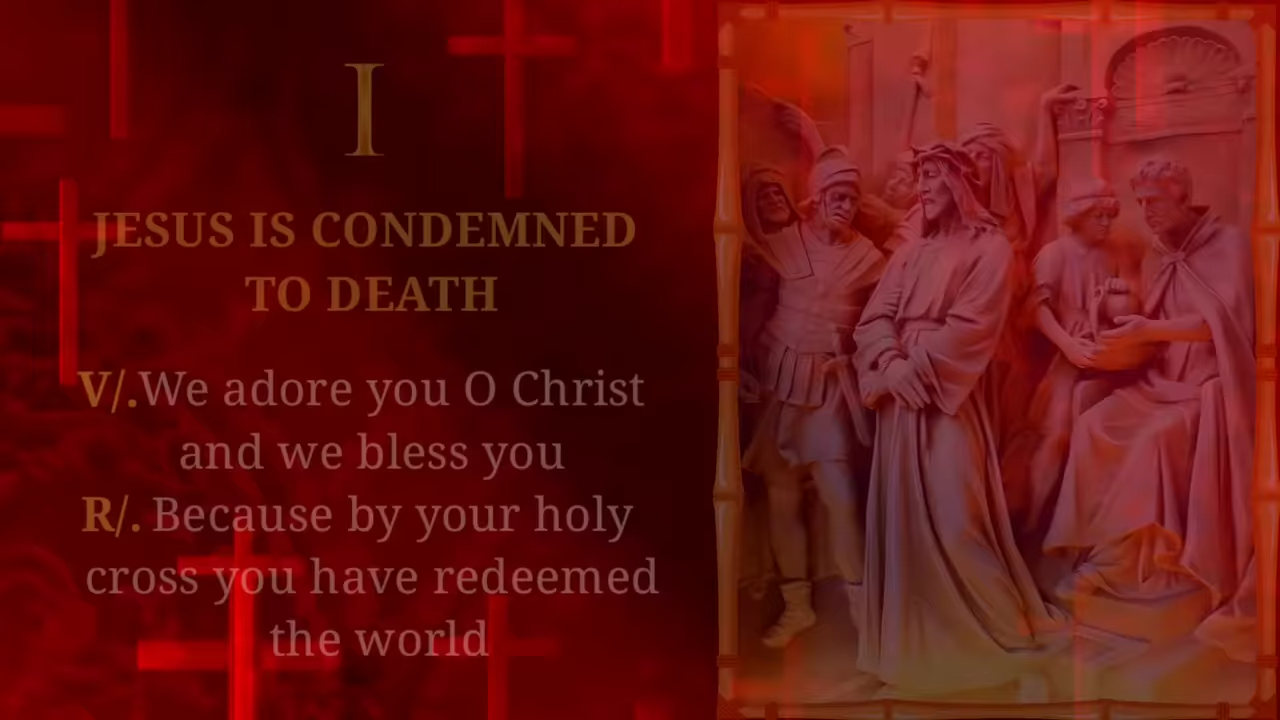 I
JESUS IS CONDEMNED
TO DEATH
V/.We adore you O Christ
and we bless you
R/. Because by your holy
cross you have redeemed
the world